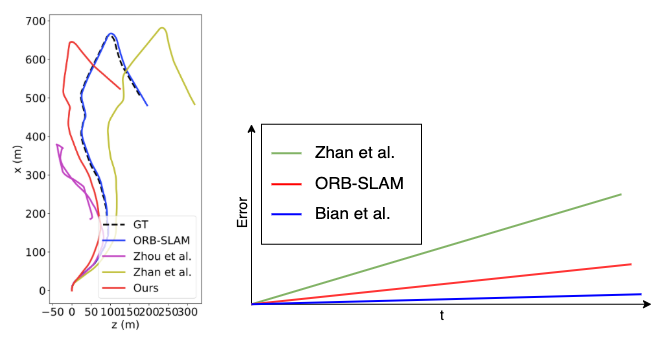 700
600
500
400
300
200
100
0
x (m)
GT
ORB-SLAM
Zhou et al.
Zhan et al.
Ours
−50 0 50 100 150 200 250 300
z (m)
Zhan et al.
ORB-SLAM
Bian et al.
Error
t